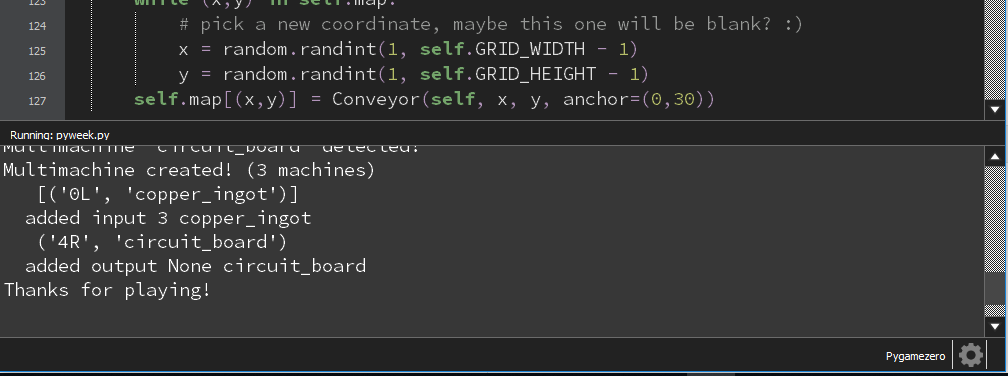 123 while (x,y) in self.map:
124 # pick a new coordinate, maybe this one will be blank? :)
125 x = random.randint(1, self.GRID_WIDTH - 1)
126 y = random.randint(1, self.GRID_HEIGHT - 1)
127 self.map[(x,y)] = Conveyor(self, x, y, anchor=(0,30))
Running: pyweek.py
Multimachine 'circuit_board' detected!
Multimachine created! (3 machines)
[('0L', 'copper_ingot')]
added input 3 copper_ingot
('4R', 'circuit_board')
added output None circuit_board
Thanks for playing!
Pygamezero